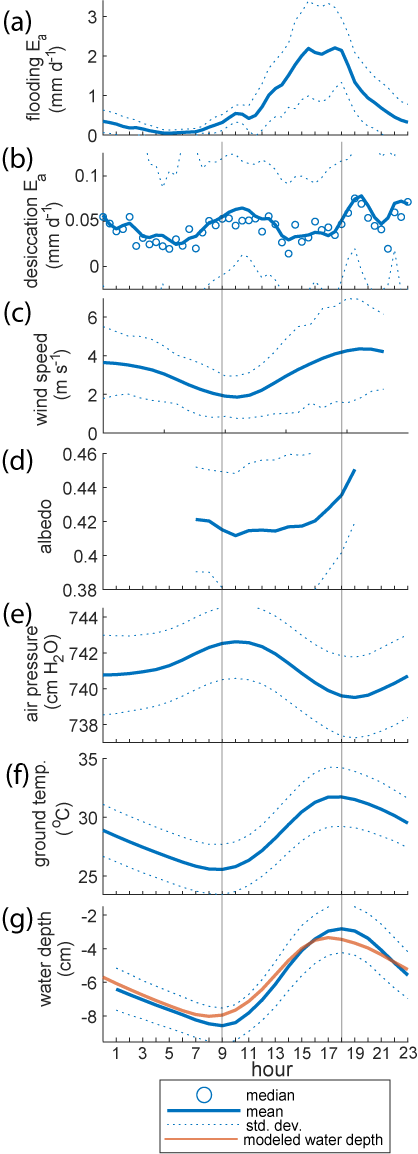 (a)
flooding Ea
(mm d⁻¹)
3
2
1
0
(b)
desiccation Ea
(mm d⁻¹)
0.1
0.05
0
(c)
wind speed
(m s⁻¹)
6
4
2
0
(d)
albedo
0.46
0.44
0.42
0.4
0.38
(e)
air pressure
(cm H₂O)
744
742
740
738
(f)
ground temp.
(°C)
35
30
25
(g)
water depth
(cm)
-2
-4
-6
-8
1 3 5 7 9 11 13 15 17 19 21 23
hour
median
mean
std. dev.
modeled water depth